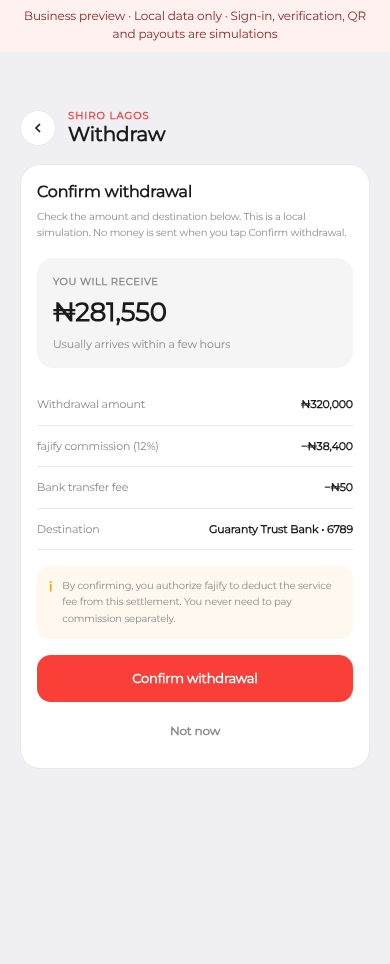 Business preview · Local data only · Sign-in, verification, QR
and payouts are simulations
SHIRO LAGOS
Withdraw
Confirm withdrawal
Check the amount and destination below. This is a local
simulation. No money is sent when you tap Confirm withdrawal.
YOU WILL RECEIVE
₦281,550
Usually arrives within a few hours
Withdrawal amount ₦320,000
fajify commission (12%) −₦38,400
Bank transfer fee −₦50
Destination Guaranty Trust Bank • 6789
i By confirming, you authorize fajify to deduct the service
fee from this settlement. You never need to pay
commission separately.
Confirm withdrawal
Not now